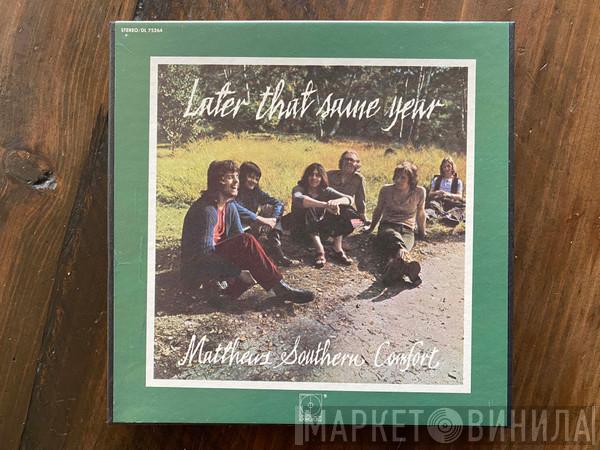 STEREO/DL 75264
Later that same year
Matthews Southern Comfort
МАРКЕТ ВИНИЛА